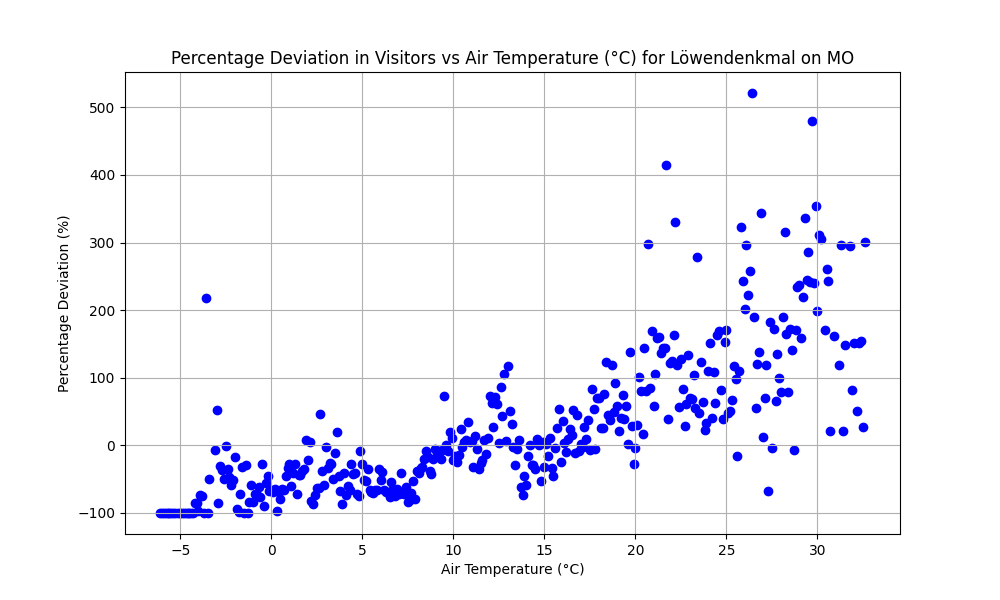 Percentage Deviation in Visitors vs Air Temperature (°C) for Löwendenkmal on MO
500
400
300
200
100
0
−100
Percentage Deviation (%)
−5 0 5 10 15 20 25 30
Air Temperature (°C)